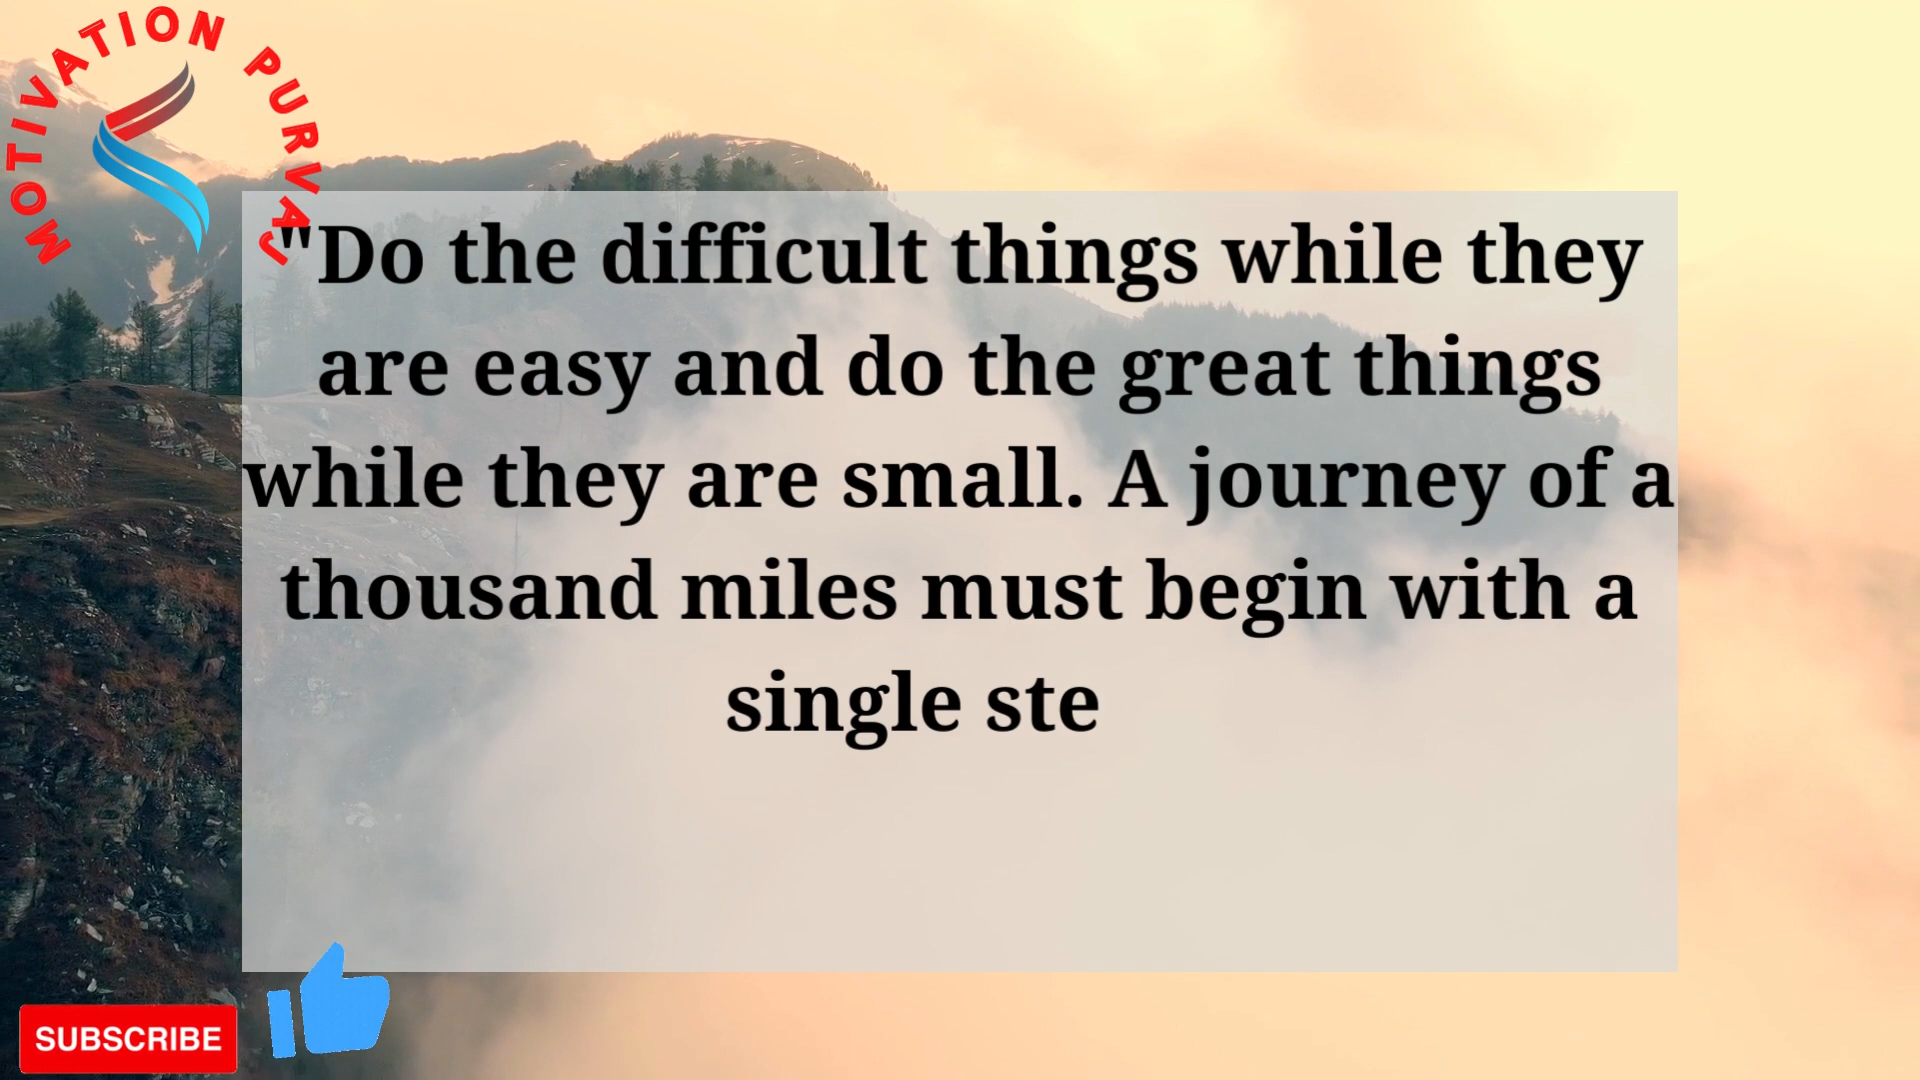 MOTIVATION PURVAJ
"Do the difficult things while they
are easy and do the great things
while they are small. A journey of a
thousand miles must begin with a
single ste
SUBSCRIBE